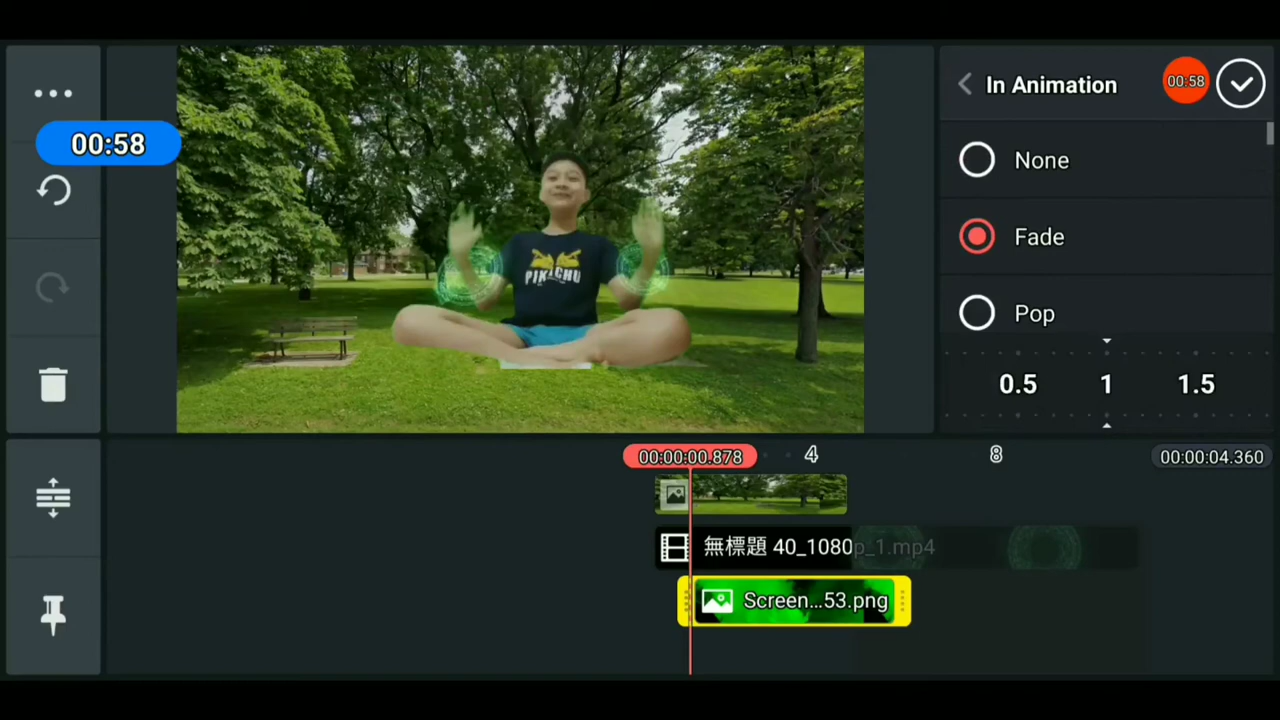 In Animation
00:58
00:58
None
Fade
Pop
0.5 1 1.5
PIKACHU
00:00:00.878
4
8
00:00:04.360
無標題 40_1080p_1.mp4
Screen...53.png